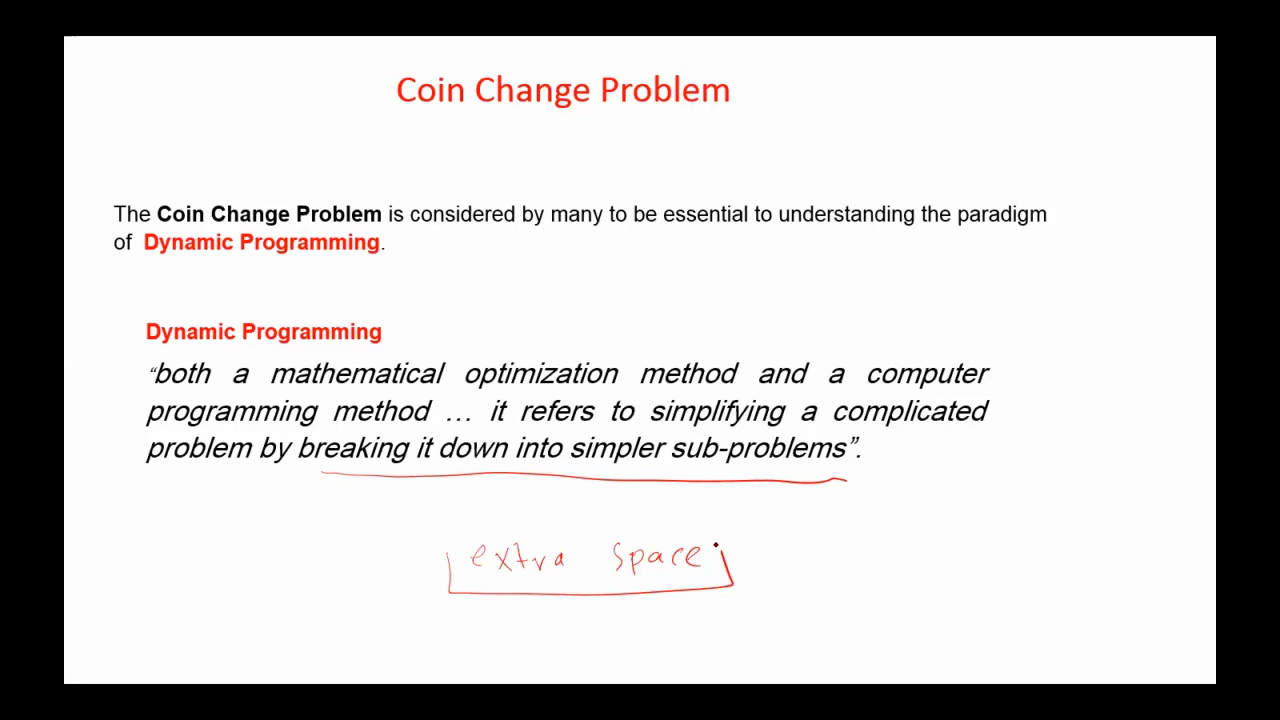 Coin Change Problem
The Coin Change Problem is considered by many to be essential to understanding the paradigm
of Dynamic Programming.
Dynamic Programming
“both a mathematical optimization method and a computer
programming method … it refers to simplifying a complicated
problem by breaking it down into simpler sub-problems”.
extra space